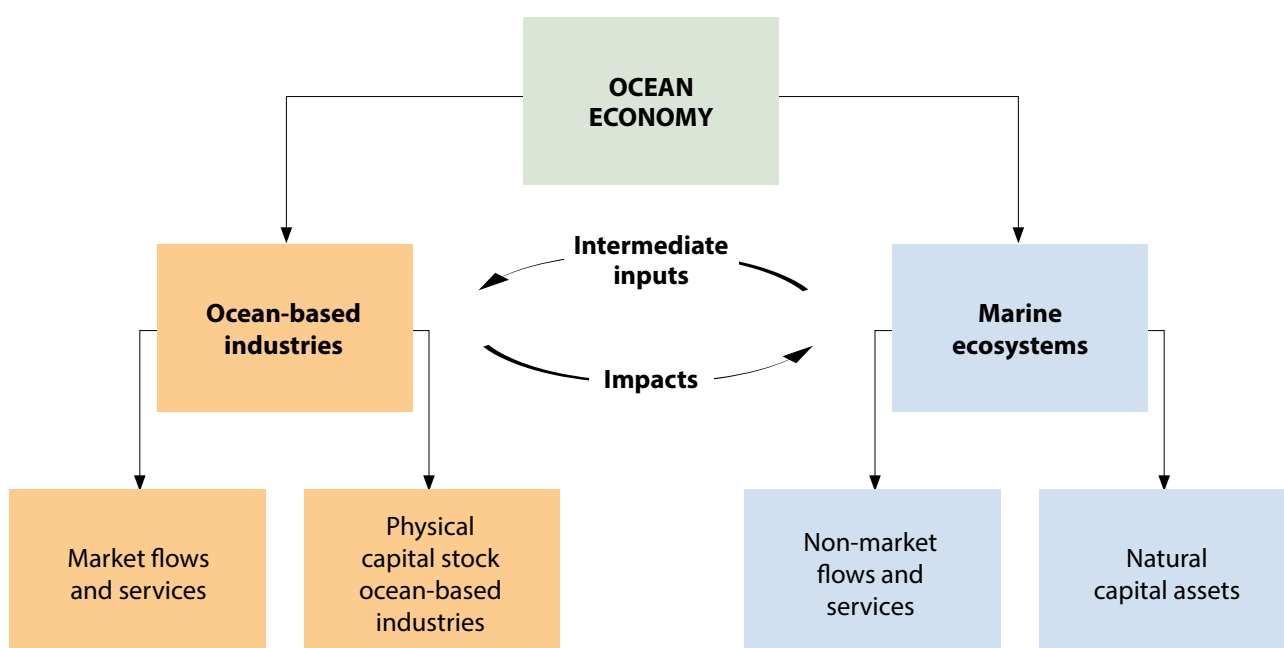 OCEAN
ECONOMY
Intermediate
inputs
Ocean-based
industries
Marine
ecosystems
Impacts
Market flows
and services
Physical
capital stock
ocean-based
industries
Non-market
flows and
services
Natural
capital assets